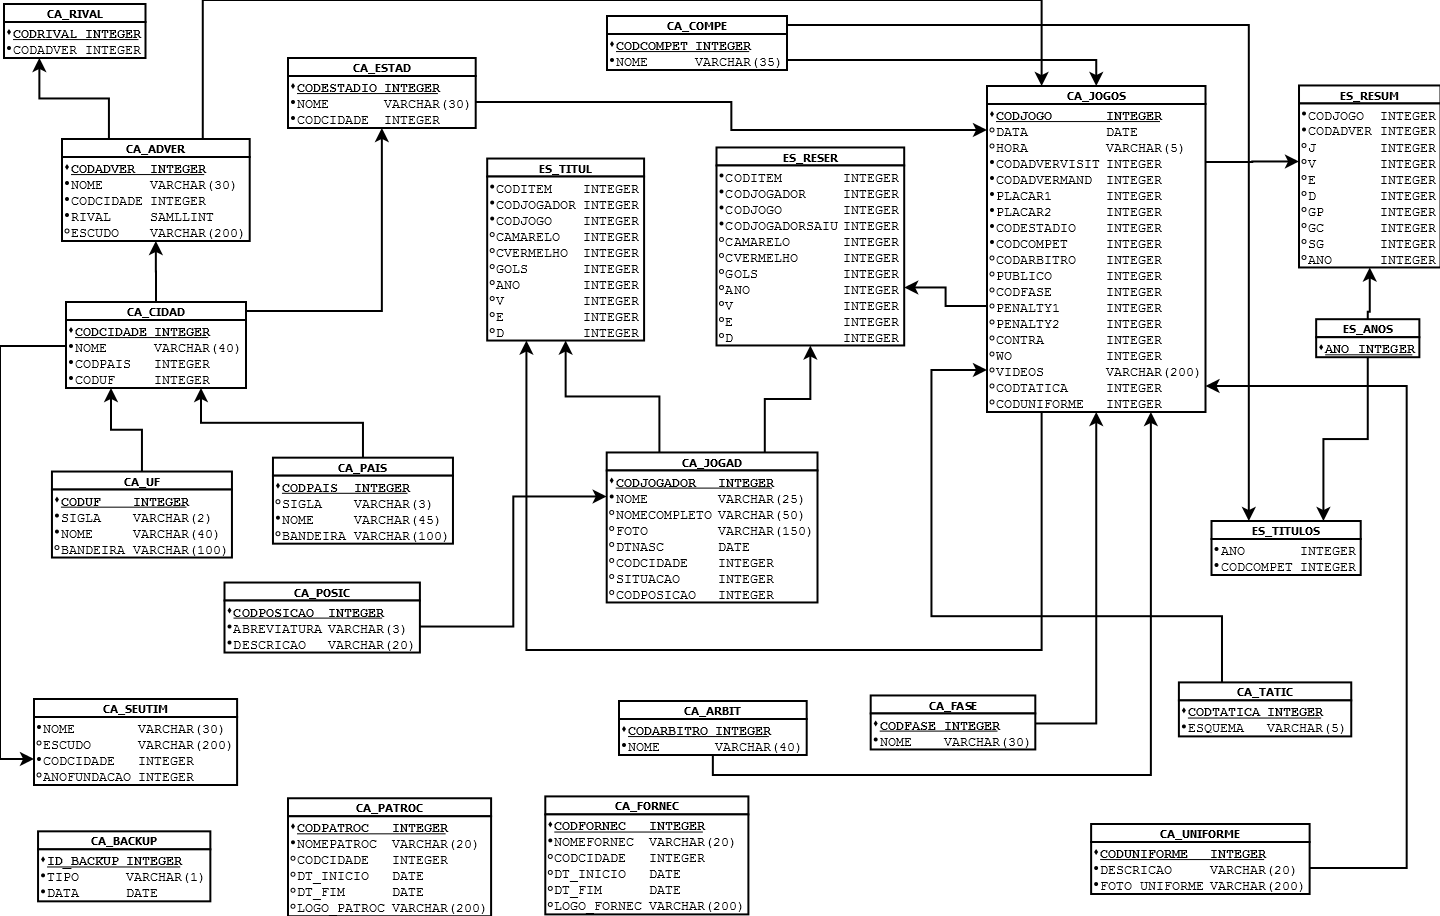 CA_RIVAL
CODRIVAL INTEGER
CODADVER INTEGER
CA_ESTAD
CODESTADIO INTEGER
NOME VARCHAR(30)
CODCIDADE INTEGER
CA_COMPE
CODCOMPET INTEGER
NOME VARCHAR(35)
CA_JOGOS
CODJOGO INTEGER
DATA DATE
HORA VARCHAR(5)
CODADVERVISIT INTEGER
CODADVERMAND INTEGER
PLACAR1 INTEGER
PLACAR2 INTEGER
CODESTADIO INTEGER
CODCOMPET INTEGER
CODARBITRO INTEGER
PUBLICO INTEGER
CODFASE INTEGER
PENALTY1 INTEGER
PENALTY2 INTEGER
CONTRA INTEGER
WO INTEGER
VIDEOS VARCHAR(200)
CODTATICA INTEGER
CODUNIFORME INTEGER
ES_RESUM
CODJOGO INTEGER
CODADVER INTEGER
J INTEGER
V INTEGER
E INTEGER
D INTEGER
GP INTEGER
GC INTEGER
SG INTEGER
ANO INTEGER
CA_ADVER
CODADVER INTEGER
NOME VARCHAR(30)
CODCIDADE INTEGER
RIVAL SAMLLINT
ESCUDO VARCHAR(200)
ES_TITUL
CODITEM INTEGER
CODJOGADOR INTEGER
CODJOGO INTEGER
CAMARELO INTEGER
CVERMELHO INTEGER
GOLS INTEGER
ANO INTEGER
V INTEGER
E INTEGER
D INTEGER
ES_RESER
CODITEM INTEGER
CODJOGADOR INTEGER
CODJOGO INTEGER
CODJOGADORSAIU INTEGER
CAMARELO INTEGER
CVERMELHO INTEGER
GOLS INTEGER
ANO INTEGER
V INTEGER
E INTEGER
D INTEGER
CA_CIDAD
CODCIDADE INTEGER
NOME VARCHAR(40)
CODPAIS INTEGER
CODUF INTEGER
ES_ANOS
ANO INTEGER
CA_UF
CODUF INTEGER
SIGLA VARCHAR(2)
NOME VARCHAR(40)
BANDEIRA VARCHAR(100)
CA_PAIS
CODPAIS INTEGER
SIGLA VARCHAR(3)
NOME VARCHAR(45)
BANDEIRA VARCHAR(100)
CA_JOGAD
CODJOGADOR INTEGER
NOME VARCHAR(25)
NOMECOMPLETO VARCHAR(50)
FOTO VARCHAR(150)
DTNASC DATE
CODCIDADE INTEGER
SITUACAO INTEGER
CODPOSICAO INTEGER
ES_TITULOS
ANO INTEGER
CODCOMPET INTEGER
CA_POSIC
CODPOSICAO INTEGER
ABREVIATURA VARCHAR(3)
DESCRICAO VARCHAR(20)
CA_SEUTIM
NOME VARCHAR(30)
ESCUDO VARCHAR(200)
CODCIDADE INTEGER
ANOFUNDACAO INTEGER
CA_ARBIT
CODARBITRO INTEGER
NOME VARCHAR(40)
CA_FASE
CODFASE INTEGER
NOME VARCHAR(30)
CA_TATIC
CODTATICA INTEGER
ESQUEMA VARCHAR(5)
CA_BACKUP
ID_BACKUP INTEGER
TIPO VARCHAR(1)
DATA DATE
CA_PATROC
CODPATROC INTEGER
NOMEPATROC VARCHAR(20)
CODCIDADE INTEGER
DT_INICIO DATE
DT_FIM DATE
LOGO_PATROC VARCHAR(200)
CA_FORNEC
CODFORNEC INTEGER
NOMEFORNEC VARCHAR(20)
CODCIDADE INTEGER
DT_INICIO DATE
DT_FIM DATE
LOGO_FORNEC VARCHAR(200)
CA_UNIFORME
CODUNIFORME INTEGER
DESCRICAO VARCHAR(20)
FOTO_UNIFORME VARCHAR(200)